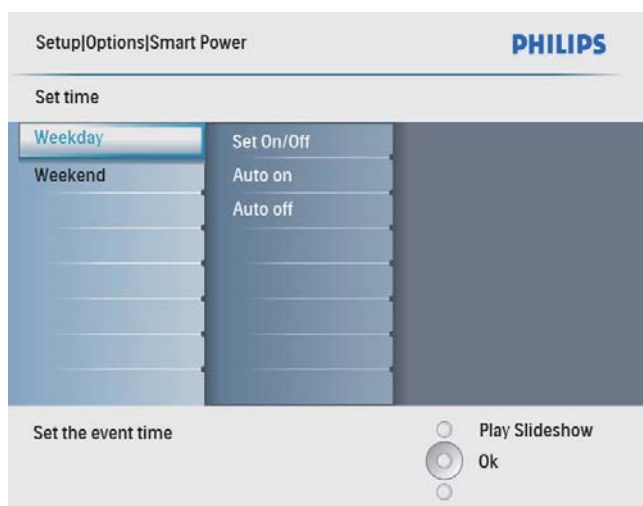 Setup|Options|Smart Power
PHILIPS
Set time
Weekday
Set On/Off
Weekend
Auto on
Auto off
Set the event time
Play Slideshow
Ok